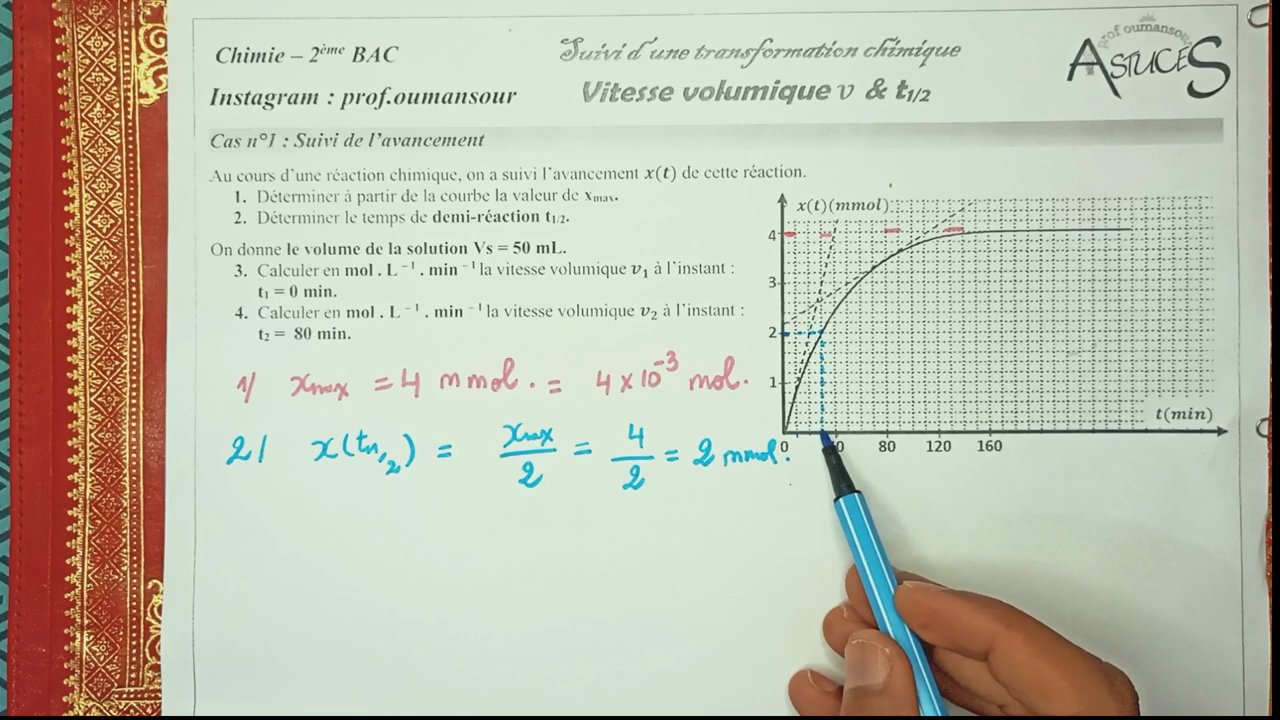 Chimie – 2ème BAC
Suivi d'une transformation chimique
prof oumansour
ASTUCES
Instagram : prof.oumansour
Vitesse volumique v & t1/2
Cas n°1 : Suivi de l'avancement
Au cours d'une réaction chimique, on a suivi l'avancement x(t) de cette réaction.
1. Déterminer à partir de la courbe la valeur de xmax.
2. Déterminer le temps de demi-réaction t1/2.
On donne le volume de la solution Vs = 50 mL.
3. Calculer en mol . L⁻¹ . min⁻¹ la vitesse volumique v1 à l'instant :
t1 = 0 min.
4. Calculer en mol . L⁻¹ . min⁻¹ la vitesse volumique v2 à l'instant :
t2 = 80 min.
x(t)(mmol)
4
3
2
1
t(min)
0 80 120 160
1/ xmax = 4 mmol. = 4 x 10⁻³ mol.
2/ x(t1/2) = xmax/2 = 4/2 = 2 mmol.